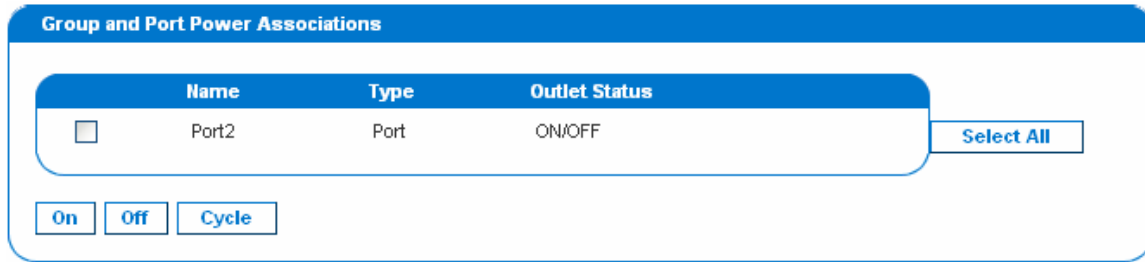 Group and Port Power Associations
Name Type Outlet Status
Port2 Port ON/OFF
Select All
On Off Cycle